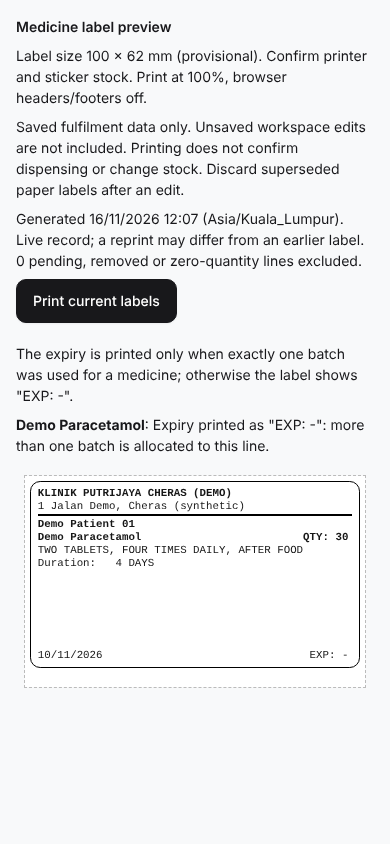 Medicine label preview
Label size 100 × 62 mm (provisional). Confirm printer
and sticker stock. Print at 100%, browser
headers/footers off.
Saved fulfilment data only. Unsaved workspace edits
are not included. Printing does not confirm
dispensing or change stock. Discard superseded
paper labels after an edit.
Generated 16/11/2026 12:07 (Asia/Kuala_Lumpur).
Live record; a reprint may differ from an earlier label.
0 pending, removed or zero-quantity lines excluded.
Print current labels
The expiry is printed only when exactly one batch
was used for a medicine; otherwise the label shows
"EXP: -".
Demo Paracetamol: Expiry printed as "EXP: -": more
than one batch is allocated to this line.
KLINIK PUTRIJAYA CHERAS (DEMO)
1 Jalan Demo, Cheras (synthetic)
Demo Patient 01
Demo Paracetamol QTY: 30
TWO TABLETS, FOUR TIMES DAILY, AFTER FOOD
Duration: 4 DAYS
10/11/2026 EXP: -